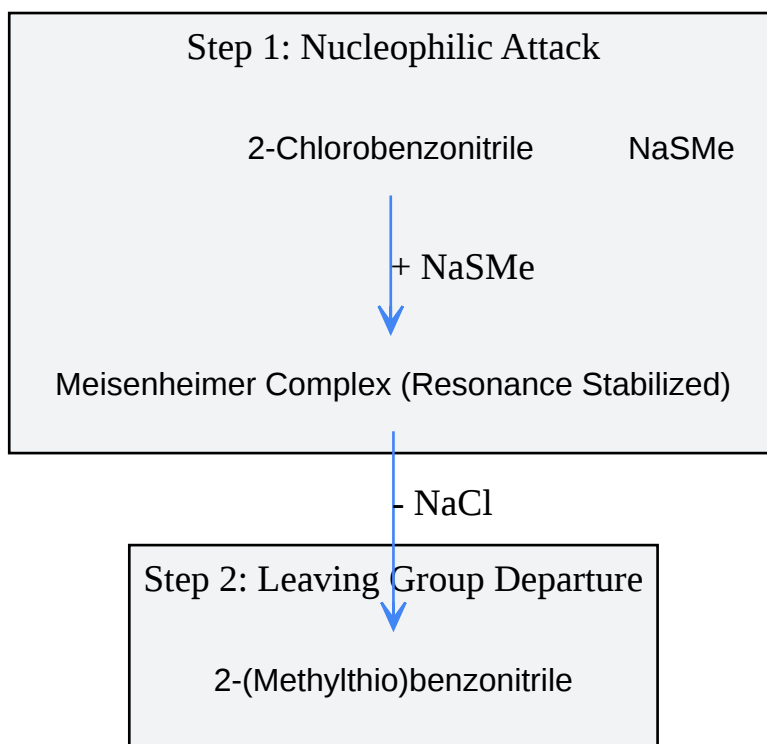 Step 1: Nucleophilic Attack
2-Chlorobenzonitrile NaSMe
+ NaSMe
Meisenheimer Complex (Resonance Stabilized)
- NaCl
Step 2: Leaving Group Departure
2-(Methylthio)benzonitrile